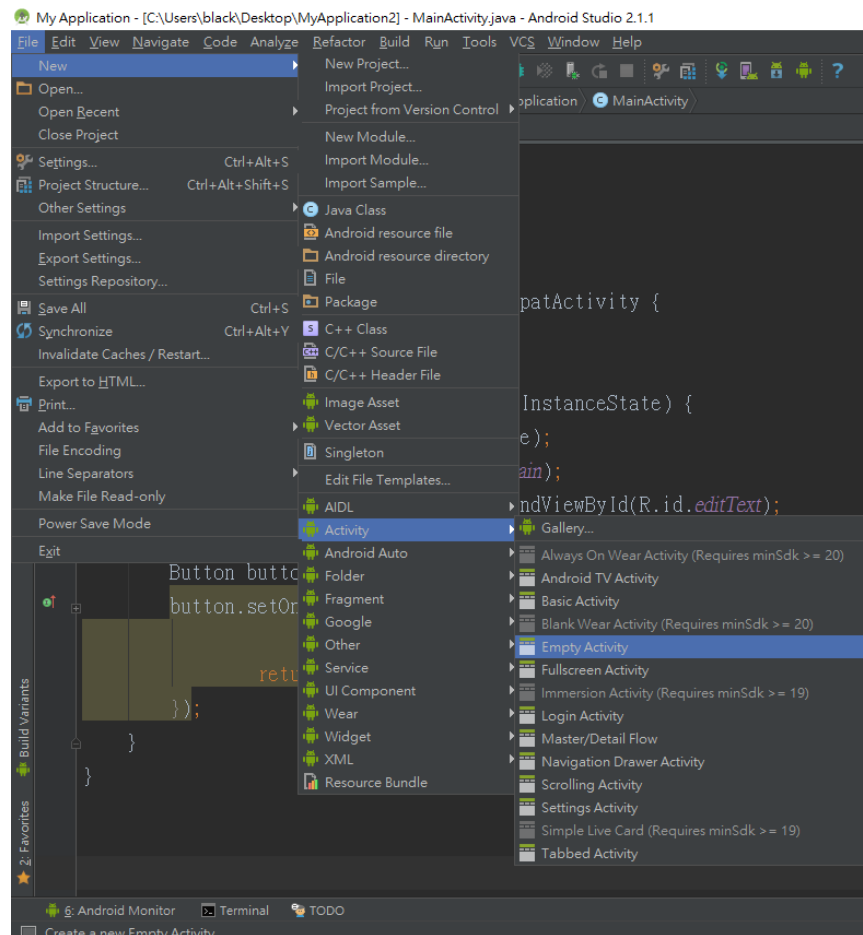 My Application - [C:\Users\black\Desktop\MyApplication2] - MainActivity.java - Android Studio 2.1.1
File Edit View Navigate Code Analyze Refactor Build Run Tools VCS Window Help
New
Open...
Open Recent
Close Project
Settings... Ctrl+Alt+S
Project Structure... Ctrl+Alt+Shift+S
Other Settings
Import Settings...
Export Settings...
Settings Repository...
Save All Ctrl+S
Synchronize Ctrl+Alt+Y
Invalidate Caches / Restart...
Export to HTML...
Print...
Add to Favorites
File Encoding
Line Separators
Make File Read-only
Power Save Mode
Exit
New Project...
Import Project...
Project from Version Control
New Module...
Import Module...
Import Sample...
Java Class
Android resource file
Android resource directory
File
Package
C++ Class
C/C++ Source File
C/C++ Header File
Image Asset
Vector Asset
Singleton
Edit File Templates...
AIDL
Activity
Android Auto
Folder
Fragment
Google
Other
Service
UI Component
Wear
Widget
XML
Resource Bundle
Gallery...
Always On Wear Activity (Requires minSdk >= 20)
Android TV Activity
Basic Activity
Blank Wear Activity (Requires minSdk >= 20)
Empty Activity
Fullscreen Activity
Immersion Activity (Requires minSdk >= 19)
Login Activity
Master/Detail Flow
Navigation Drawer Activity
Scrolling Activity
Settings Activity
Simple Live Card (Requires minSdk >= 19)
Tabbed Activity
pplication MainActivity
patActivity {
InstanceState) {
e);
ain);
ndViewById(R.id.editText);
Button butto
button.setOn
retu
});
}
}
Build Variants
2: Favorites
6: Android Monitor Terminal TODO
Create a new Empty Activity